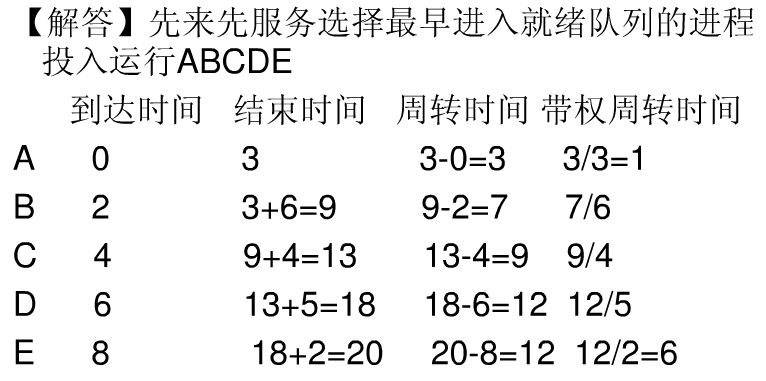 【解答】先来先服务选择最早进入就绪队列的进程
投入运行ABCDE
到达时间 结束时间 周转时间 带权周转时间
A 0 3 3-0=3 3/3=1
B 2 3+6=9 9-2=7 7/6
C 4 9+4=13 13-4=9 9/4
D 6 13+5=18 18-6=12 12/5
E 8 18+2=20 20-8=12 12/2=6